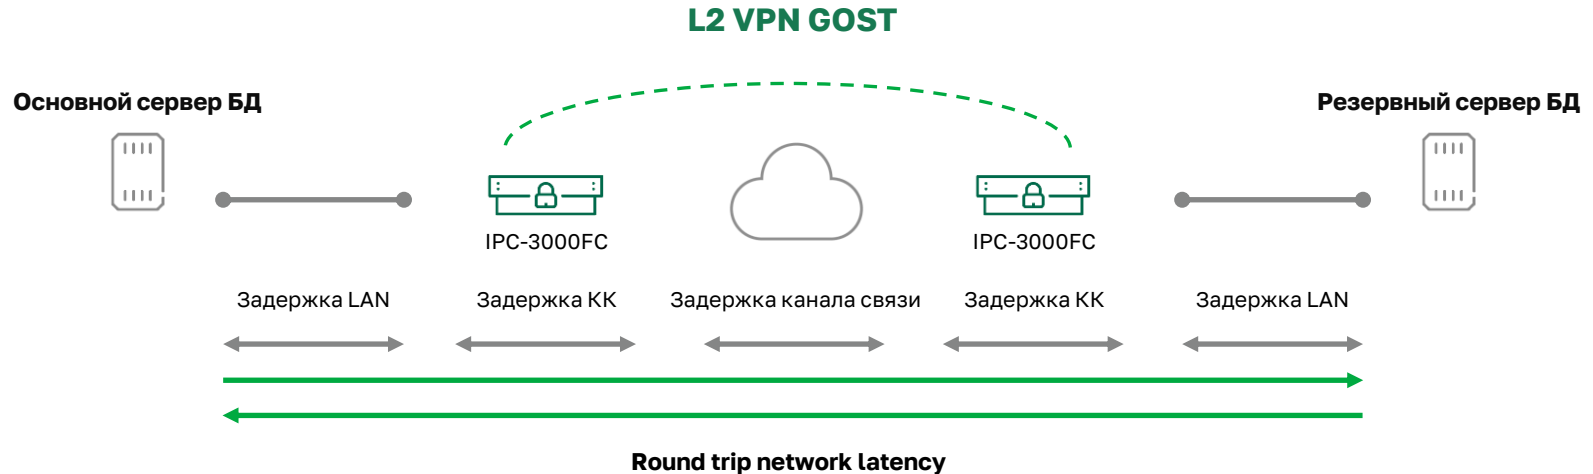 L2 VPN GOST
Основной сервер БД
Резервный сервер БД
IPC-3000FC
IPC-3000FC
Задержка LAN
Задержка КК
Задержка канала связи
Задержка КК
Задержка LAN
Round trip network latency